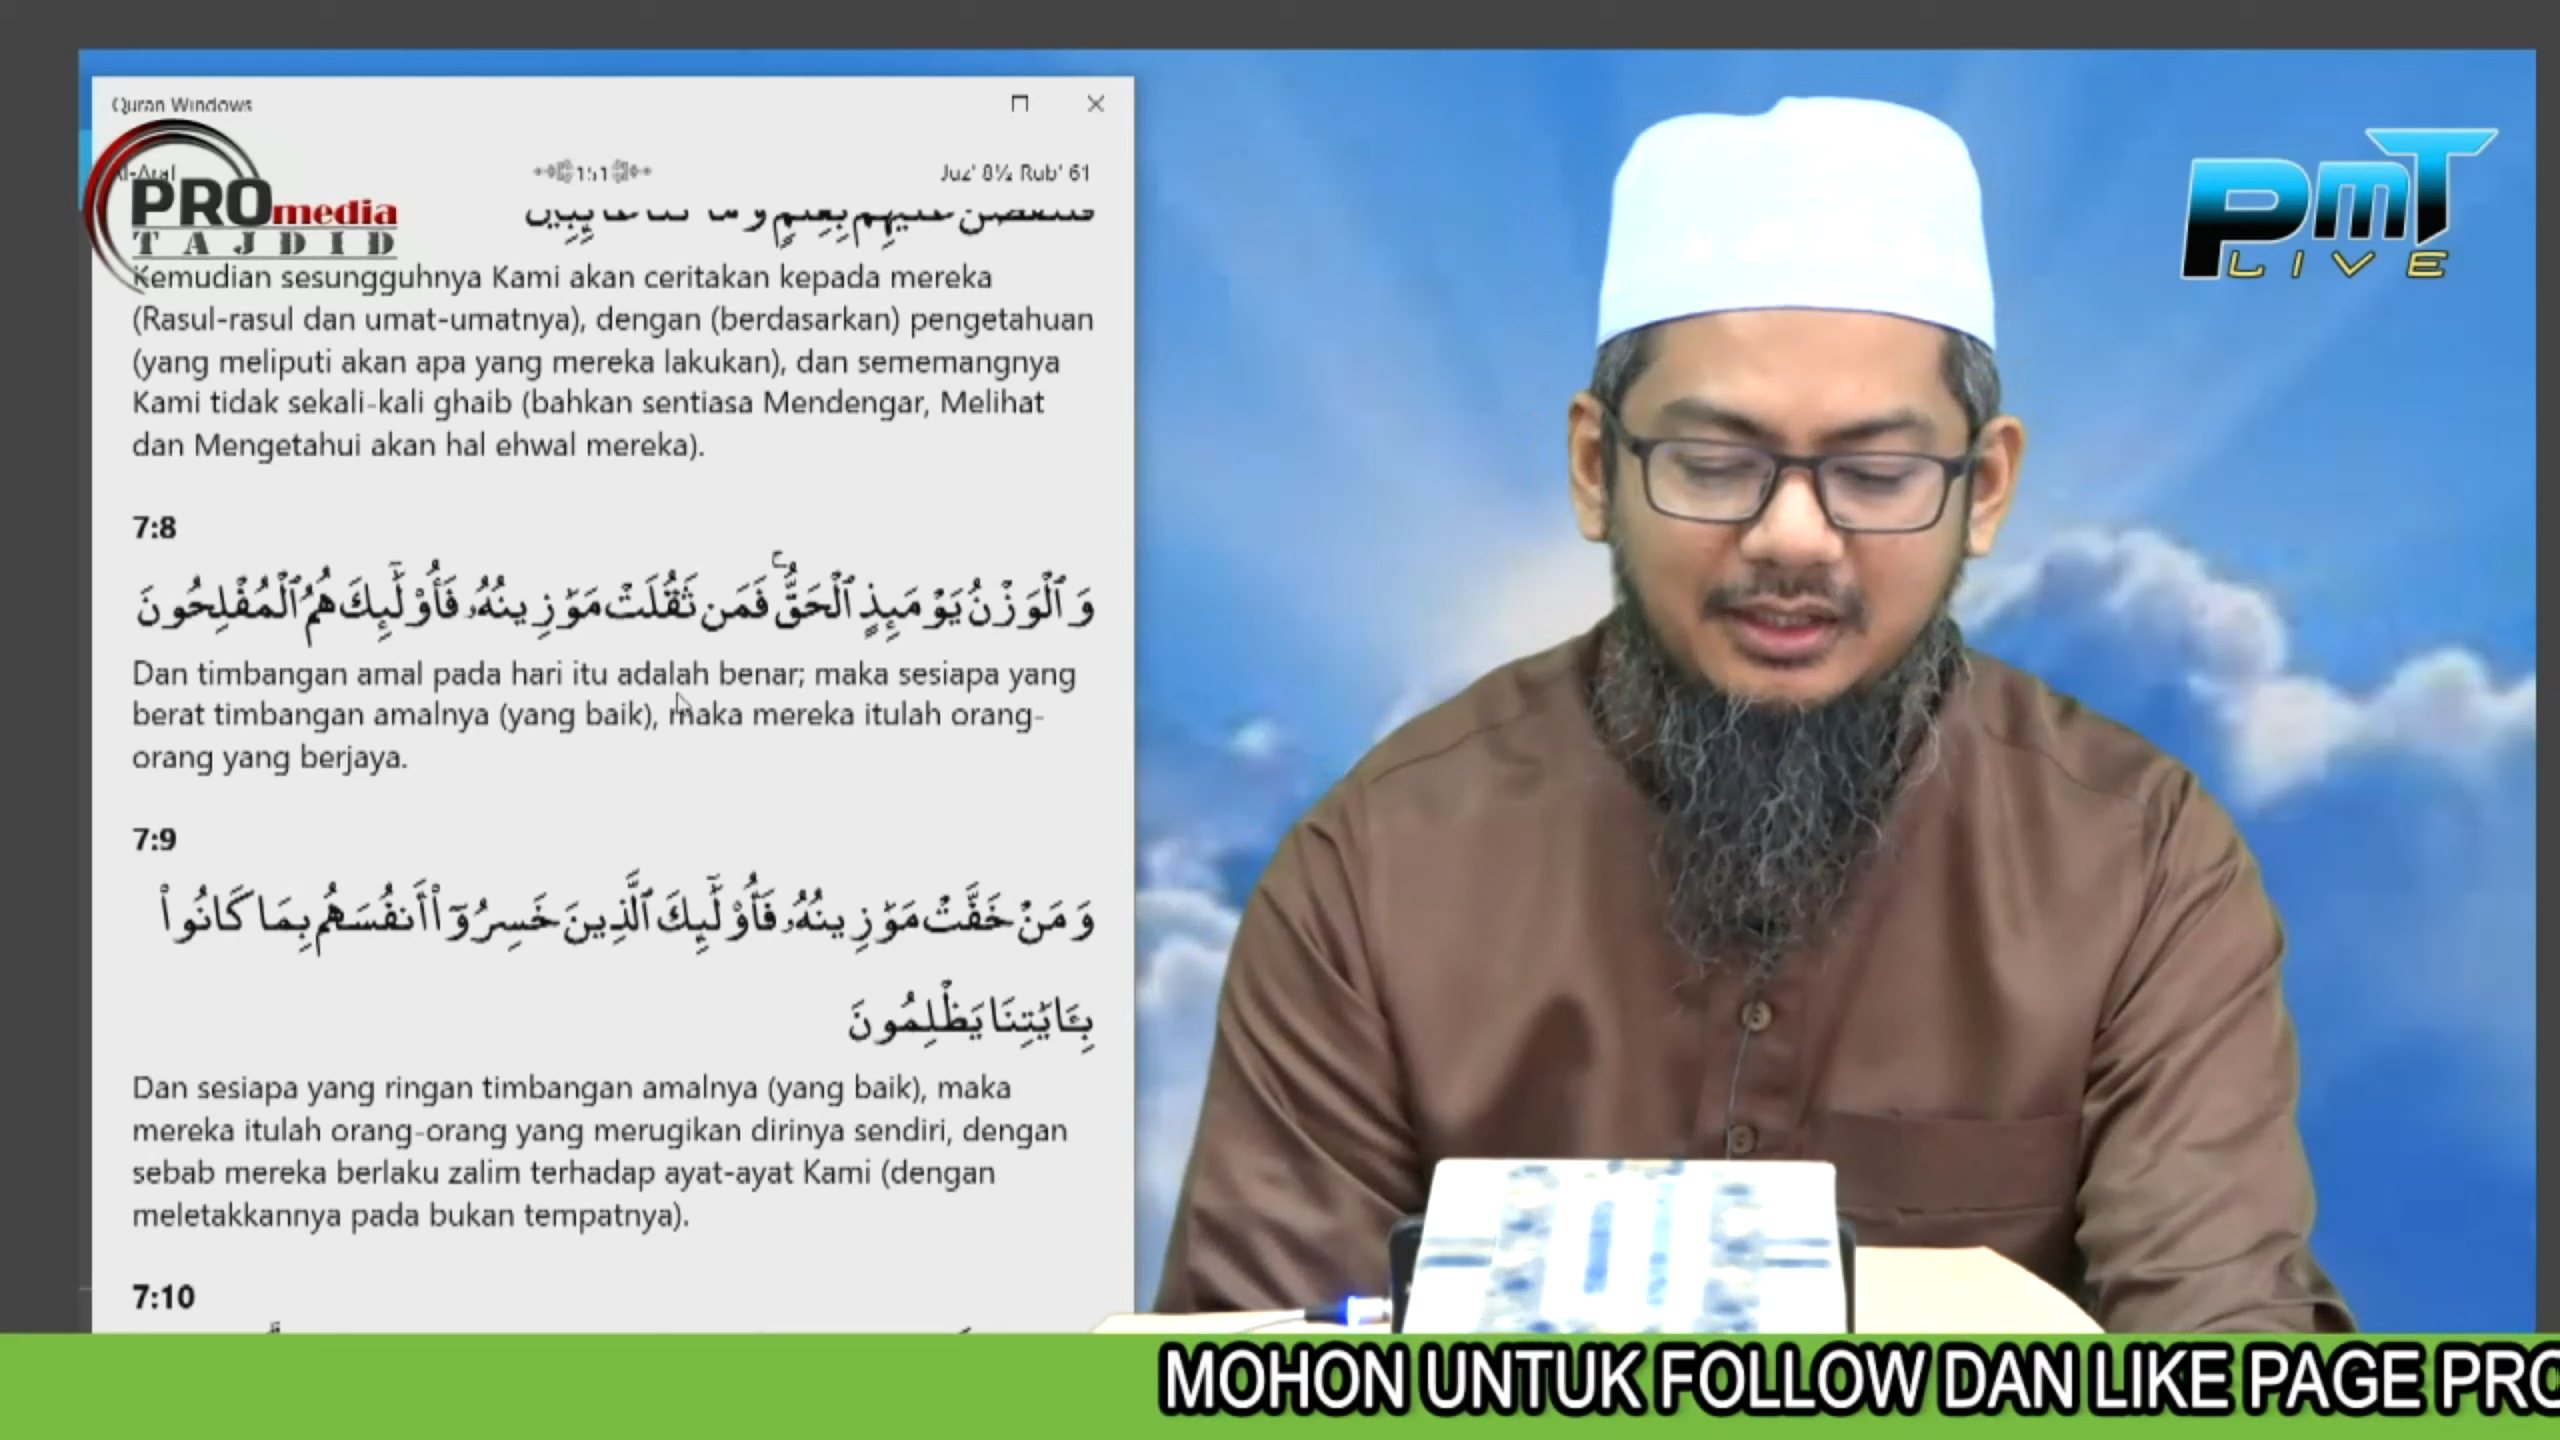 Quran Windows
Juz' 8½ Rub' 61
151
PROmedia
TAJDID
PmT
LIVE
Kemudian sesungguhnya Kami akan ceritakan kepada mereka
(Rasul-rasul dan umat-umatnya), dengan (berdasarkan) pengetahuan
(yang meliputi akan apa yang mereka lakukan), dan sememangnya
Kami tidak sekali-kali ghaib (bahkan sentiasa Mendengar, Melihat
dan Mengetahui akan hal ehwal mereka).
7:8
وَٱلْوَزْنُ يَوْمَئِذٍ ٱلْحَقُّ ۚ فَمَن ثَقُلَتْ مَوَٰزِينُهُۥ فَأُو۟لَـٰٓئِكَ هُمُ ٱلْمُفْلِحُونَ
Dan timbangan amal pada hari itu adalah benar; maka sesiapa yang
berat timbangan amalnya (yang baik), maka mereka itulah orang-
orang yang berjaya.
7:9
وَمَنْ خَفَّتْ مَوَٰزِينُهُۥ فَأُو۟لَـٰٓئِكَ ٱلَّذِينَ خَسِرُوٓا۟ أَنفُسَهُم بِمَا كَانُوا۟
بِـَٔايَـٰتِنَا يَظْلِمُونَ
Dan sesiapa yang ringan timbangan amalnya (yang baik), maka
mereka itulah orang-orang yang merugikan dirinya sendiri, dengan
sebab mereka berlaku zalim terhadap ayat-ayat Kami (dengan
meletakkannya pada bukan tempatnya).
7:10
MOHON UNTUK FOLLOW DAN LIKE PAGE PRO